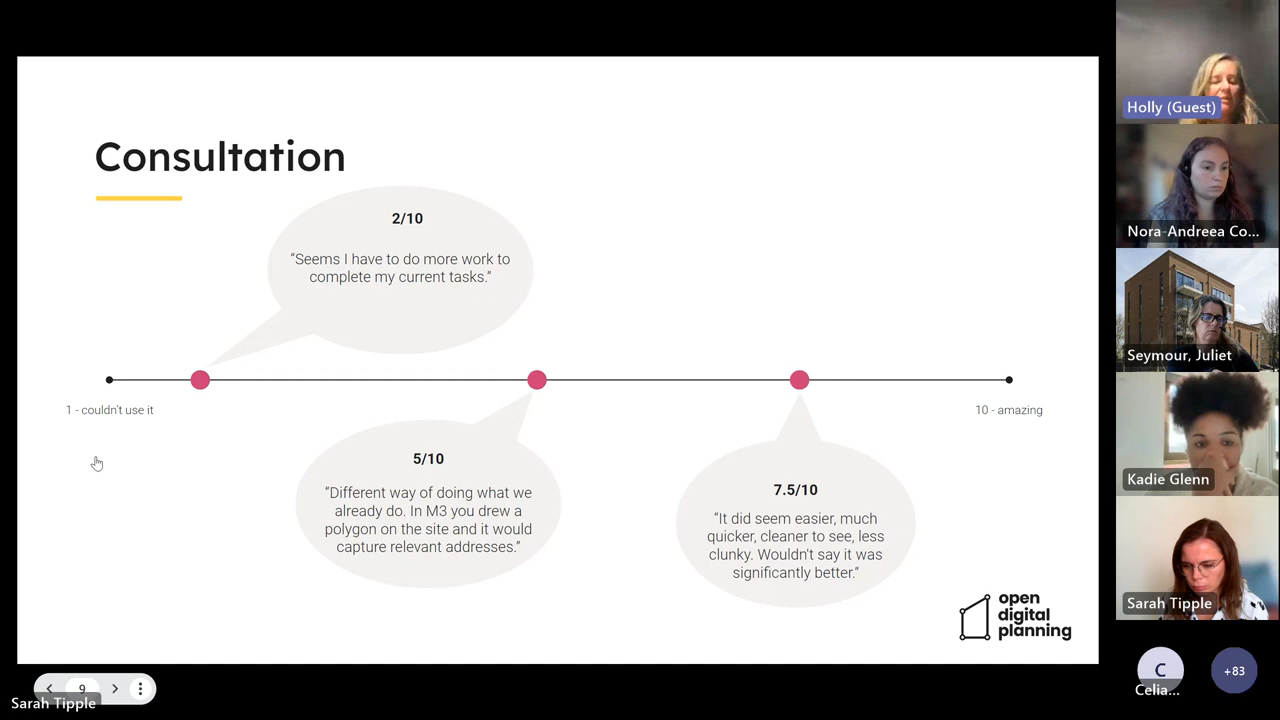 Consultation
2/10
“Seems I have to do more work to
complete my current tasks.”
1 - couldn't use it
10 - amazing
5/10
“Different way of doing what we
already do. In M3 you drew a
polygon on the site and it would
capture relevant addresses.”
7.5/10
“It did seem easier, much
quicker, cleaner to see, less
clunky. Wouldn't say it was
significantly better.”
open
digital
planning
9
Sarah Tipple
Holly (Guest)
Nora-Andreea Co...
Seymour, Juliet
Kadie Glenn
Sarah Tipple
C
Celia...
+83